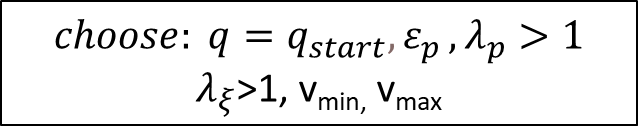 choose: q = q_start, ε_p , λ_p > 1
λ_ξ>1, v_min, v_max